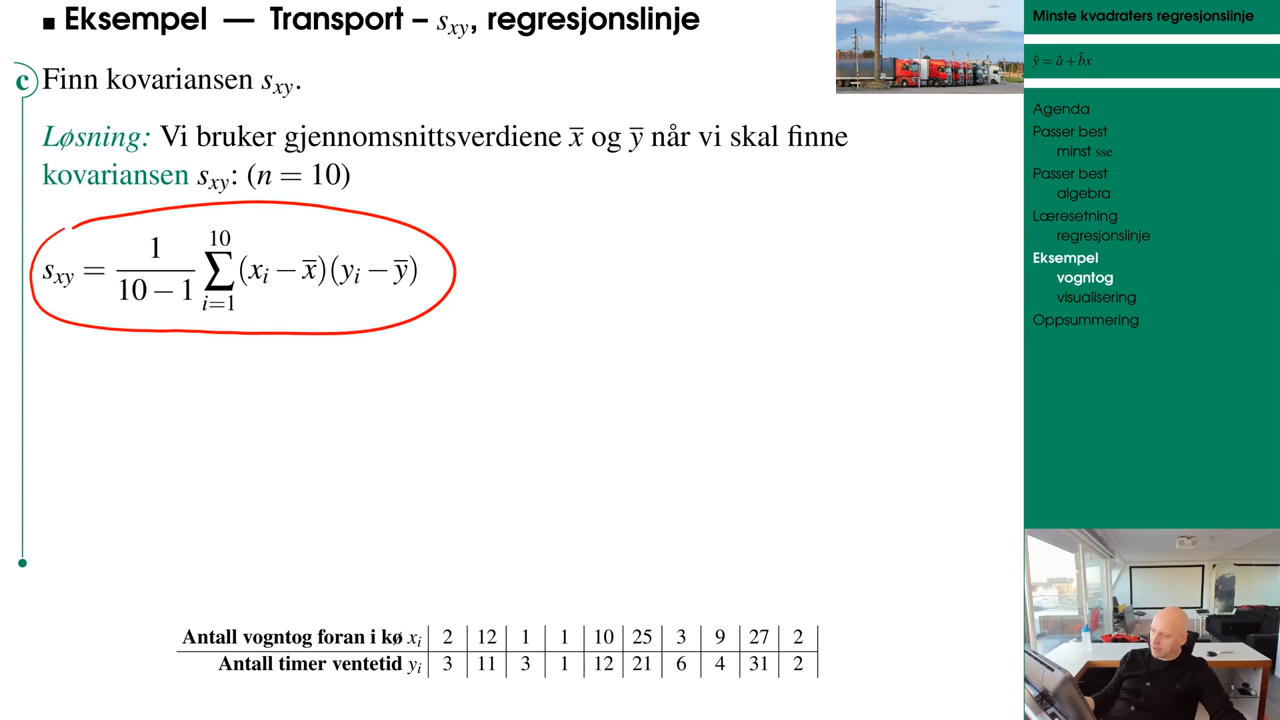 ▪ Eksempel — Transport – s_xy, regresjonslinje
c Finn kovariansen s_xy.
Løsning: Vi bruker gjennomsnittsverdiene x̅ og y̅ når vi skal finne
kovariansen s_xy: (n = 10)
s_xy = 1/(10 − 1) ∑_{i=1}^{10} (x_i − x̅)(y_i − y̅)
Antall vogntog foran i kø x_i | 2 | 12 | 1 | 1 | 10 | 25 | 3 | 9 | 27 | 2 |
Antall timer ventetid y_i | 3 | 11 | 3 | 1 | 12 | 21 | 6 | 4 | 31 | 2 |
Minste kvadraters regresjonslinje
ŷ = â + b̂x
Agenda
Passer best
minst sse
Passer best
algebra
Læresetning
regresjonslinje
Eksempel
vogntog
visualisering
Oppsummering